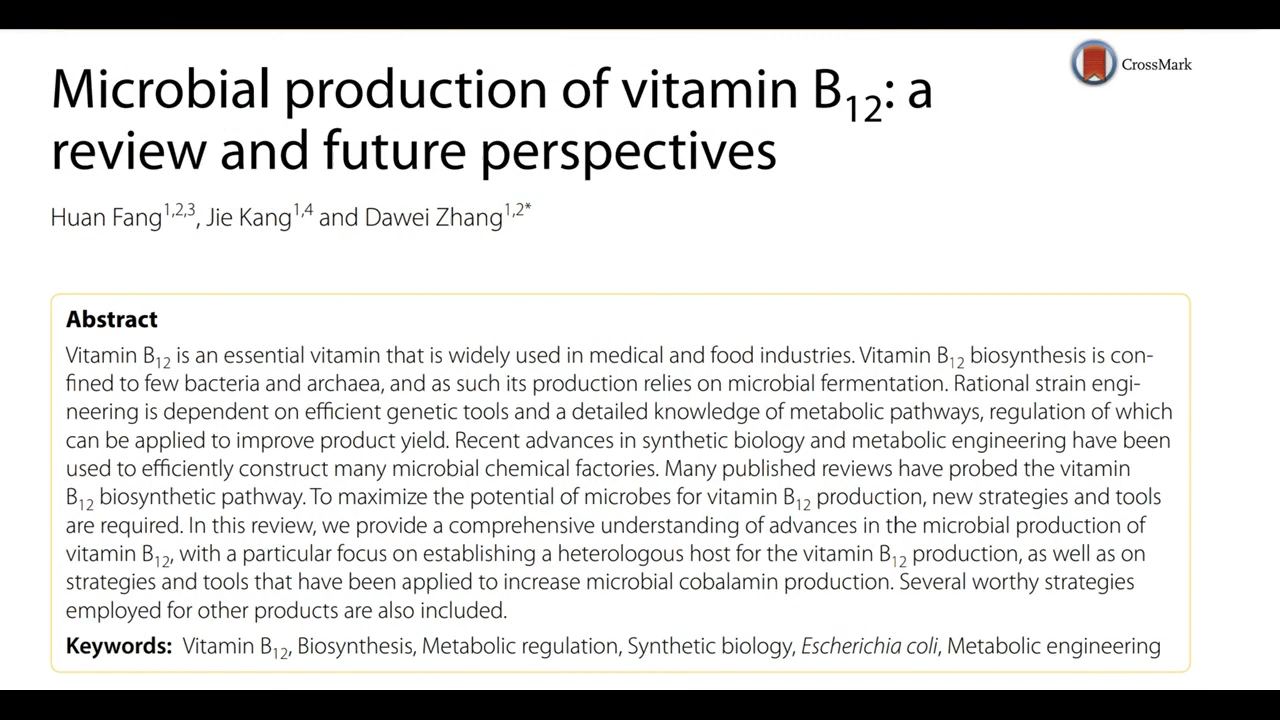 CrossMark
Microbial production of vitamin B12: a
review and future perspectives
Huan Fang1,2,3, Jie Kang1,4 and Dawei Zhang1,2*
Abstract
Vitamin B12 is an essential vitamin that is widely used in medical and food industries. Vitamin B12 biosynthesis is con-
fined to few bacteria and archaea, and as such its production relies on microbial fermentation. Rational strain engi-
neering is dependent on efficient genetic tools and a detailed knowledge of metabolic pathways, regulation of which
can be applied to improve product yield. Recent advances in synthetic biology and metabolic engineering have been
used to efficiently construct many microbial chemical factories. Many published reviews have probed the vitamin
B12 biosynthetic pathway. To maximize the potential of microbes for vitamin B12 production, new strategies and tools
are required. In this review, we provide a comprehensive understanding of advances in the microbial production of
vitamin B12, with a particular focus on establishing a heterologous host for the vitamin B12 production, as well as on
strategies and tools that have been applied to increase microbial cobalamin production. Several worthy strategies
employed for other products are also included.
Keywords: Vitamin B12, Biosynthesis, Metabolic regulation, Synthetic biology, Escherichia coli, Metabolic engineering